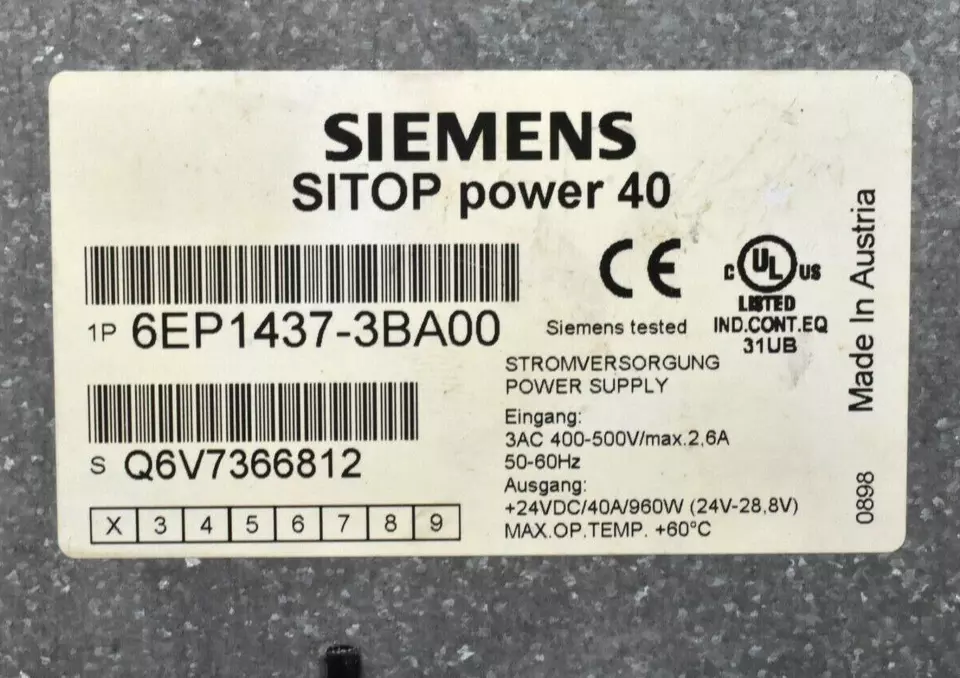 SIEMENS
SITOP power 40
CE
Siemens tested
C UL US
LISTED
IND.CONT.EQ
31UB
1P 6EP1437-3BA00
STROMVERSORGUNG
POWER SUPPLY
Eingang:
3AC 400-500V/max.2,6A
50-60Hz
Ausgang:
+24VDC/40A/960W (24V-28,8V)
MAX.OP.TEMP. +60°C
S Q6V7366812
X 3 4 5 6 7 8 9
Made In Austria
0898